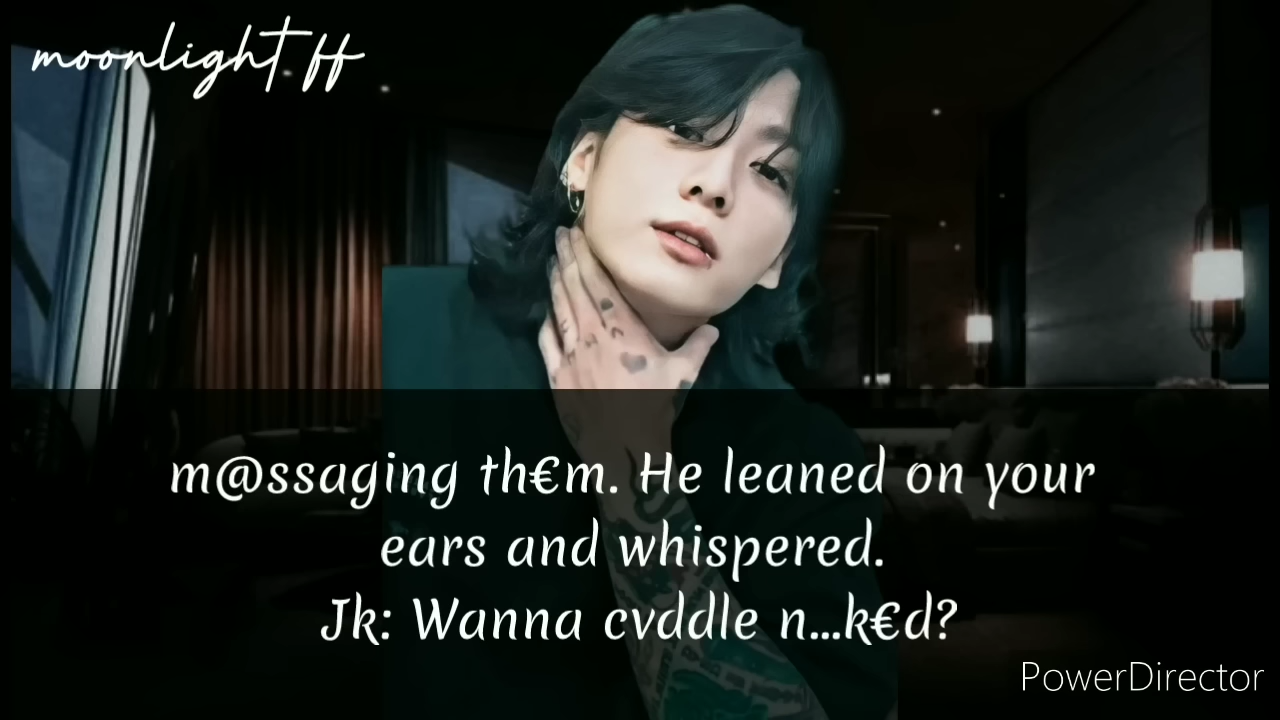 moonlight ff
m@ssaging th€m. He leaned on your
ears and whispered.
Jk: Wanna cvddle n...k€d?
PowerDirector